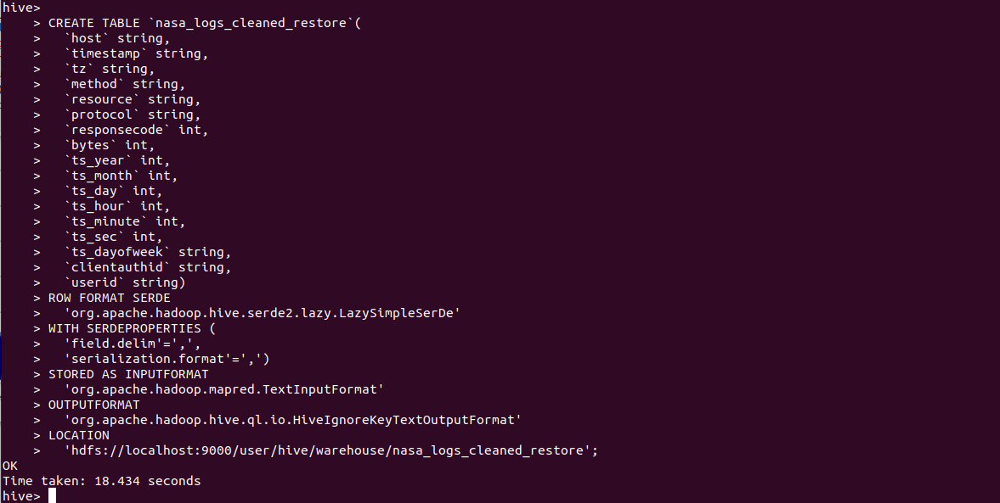 hive>
    > CREATE TABLE `nasa_logs_cleaned_restore`(
    >   `host` string,
    >   `timestamp` string,
    >   `tz` string,
    >   `method` string,
    >   `resource` string,
    >   `protocol` string,
    >   `responsecode` int,
    >   `bytes` int,
    >   `ts_year` int,
    >   `ts_month` int,
    >   `ts_day` int,
    >   `ts_hour` int,
    >   `ts_minute` int,
    >   `ts_sec` int,
    >   `ts_dayofweek` string,
    >   `clientauthid` string,
    >   `userid` string)
    > ROW FORMAT SERDE
    >   'org.apache.hadoop.hive.serde2.lazy.LazySimpleSerDe'
    > WITH SERDEPROPERTIES (
    >   'field.delim'=',',
    >   'serialization.format'=',')
    > STORED AS INPUTFORMAT
    >   'org.apache.hadoop.mapred.TextInputFormat'
    > OUTPUTFORMAT
    >   'org.apache.hadoop.hive.ql.io.HiveIgnoreKeyTextOutputFormat'
    > LOCATION
    >   'hdfs://localhost:9000/user/hive/warehouse/nasa_logs_cleaned_restore';
OK
Time taken: 18.434 seconds
hive>